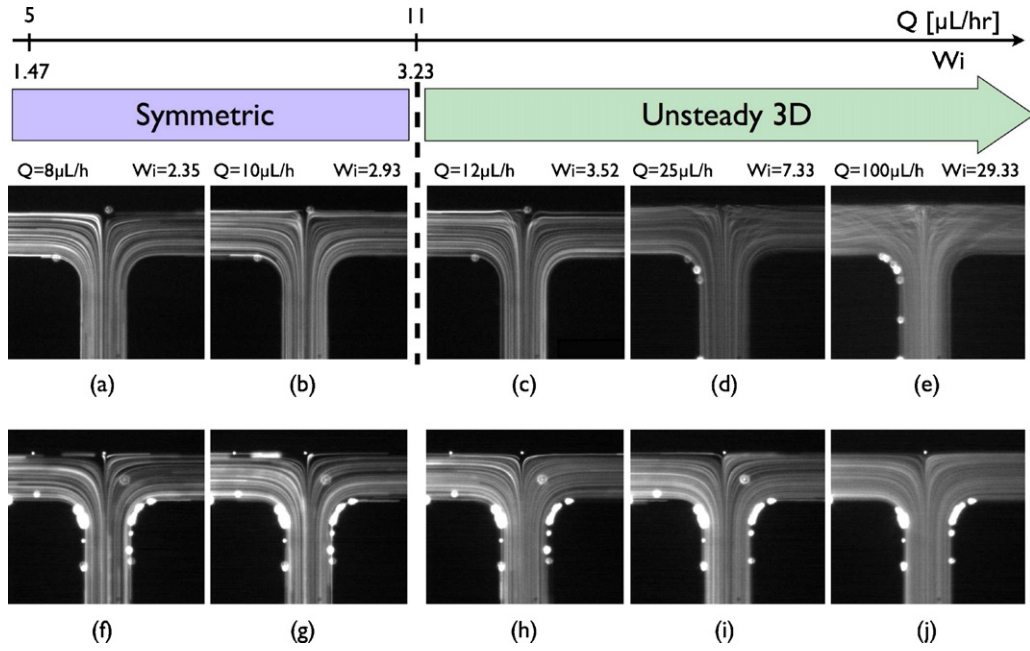 5 11 Q [µL/hr]
1.47 3.23 Wi
Symmetric Unsteady 3D
Q=8µL/h Wi=2.35 Q=10µL/h Wi=2.93 Q=12µL/h Wi=3.52 Q=25µL/h Wi=7.33 Q=100µL/h Wi=29.33
(a) (b) (c) (d) (e)
(f) (g) (h) (i) (j)